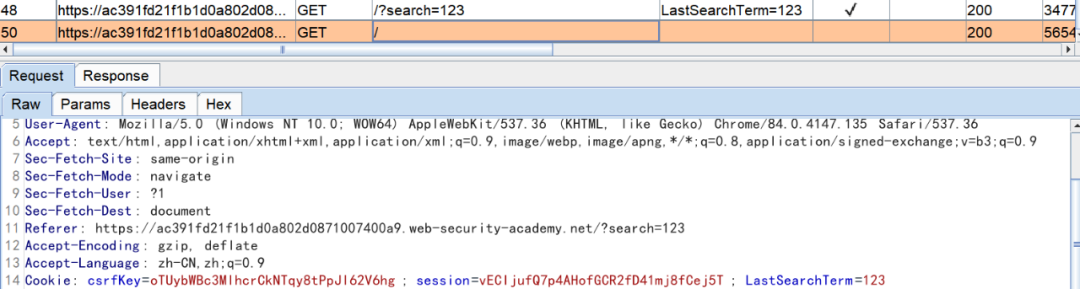 48 https://ac391fd21f1b1d0a802d08... GET /?search=123 LastSearchTerm=123 ✓ 200 3477
50 https://ac391fd21f1b1d0a802d08... GET / 200 5654
Request Response
Raw Params Headers Hex
5 User-Agent: Mozilla/5.0 (Windows NT 10.0; WOW64) AppleWebKit/537.36 (KHTML, like Gecko) Chrome/84.0.4147.135 Safari/537.36
6 Accept: text/html,application/xhtml+xml,application/xml;q=0.9,image/webp,image/apng,*/*;q=0.8,application/signed-exchange;v=b3;q=0.9
7 Sec-Fetch-Site: same-origin
8 Sec-Fetch-Mode: navigate
9 Sec-Fetch-User: ?1
10 Sec-Fetch-Dest: document
11 Referer: https://ac391fd21f1b1d0a802d0871007400a9.web-security-academy.net/?search=123
12 Accept-Encoding: gzip, deflate
13 Accept-Language: zh-CN,zh;q=0.9
14 Cookie: csrfKey=oTUybWBc3MlhcrCkNTqy8tPpJl62V6hg; session=vECIjufQ7p4AHofGCR2fD41mj8fCej5T; LastSearchTerm=123